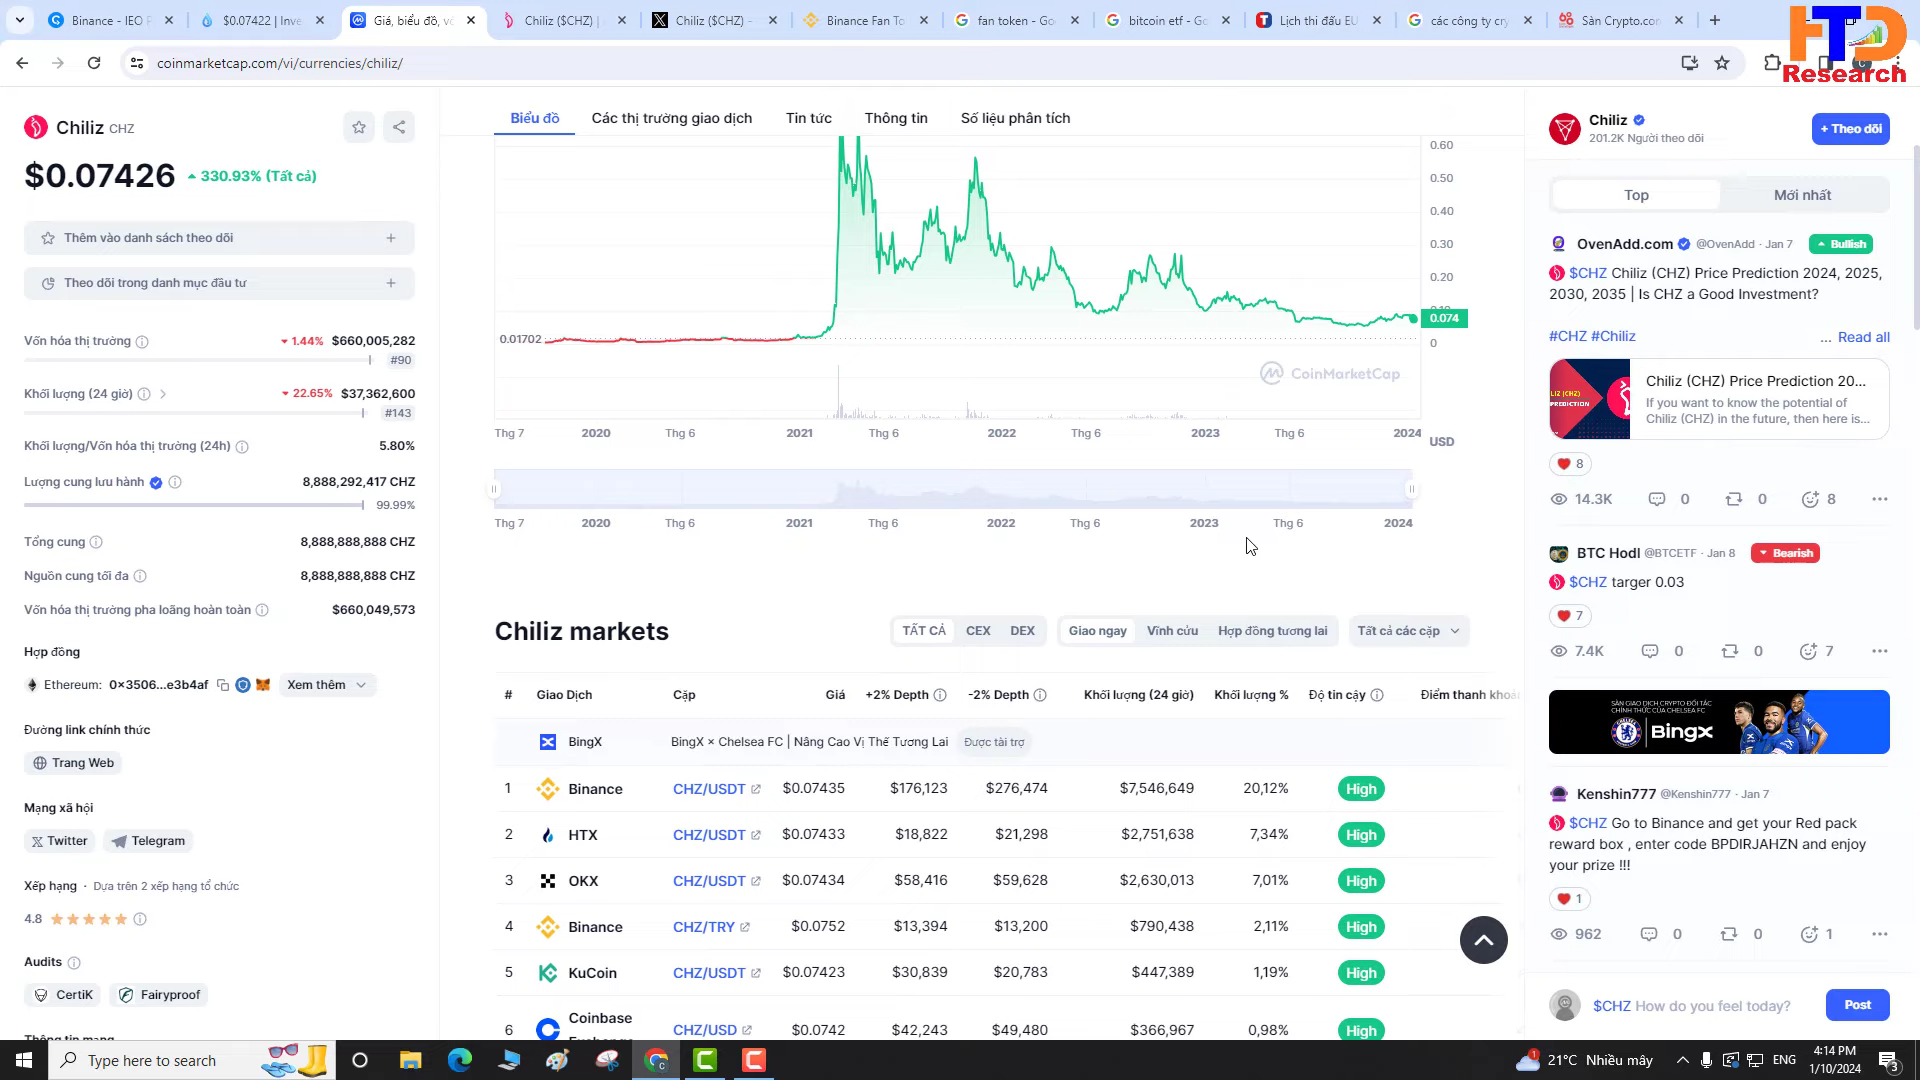 Binance - IEO P
$0.07422 | Inve
Giá, biểu đồ, vố
Chiliz ($CHZ) |
Chiliz ($CHZ) -
Binance Fan To
fan token - Go
bitcoin etf - G
Lịch thi đấu EU
các công ty cry
Sàn Crypto.con
HTD
Research
coinmarketcap.com/vi/currencies/chiliz/
Chiliz CHZ
$0.07426 330.93% (Tất cả)
Thêm vào danh sách theo dõi
Theo dõi trong danh mục đầu tư
Vốn hóa thị trường 1.44% $660,005,282
#90
Khối lượng (24 giờ) 22.65% $37,362,600
#143
Khối lượng/Vốn hóa thị trường (24h) 5.80%
Lượng cung lưu hành 8,888,292,417 CHZ
99.99%
Tổng cung 8,888,888,888 CHZ
Nguồn cung tối đa 8,888,888,888 CHZ
Vốn hóa thị trường pha loãng hoàn toàn $660,049,573
Hợp đồng
Ethereum: 0x3506...e3b4af Xem thêm
Đường link chính thức
Trang Web
Mạng xã hội
Twitter Telegram
Xếp hạng · Dựa trên 2 xếp hạng tổ chức
4.8
Audits
CertiK Fairyproof
Thông tin mạng
Biểu đồ Các thị trường giao dịch Tin tức Thông tin Số liệu phân tích
0.60
0.50
0.40
0.30
0.20
0.10
0.074
0
0.01702
CoinMarketCap
Thg 7 2020 Thg 6 2021 Thg 6 2022 Thg 6 2023 Thg 6 2024
USD
Thg 7 2020 Thg 6 2021 Thg 6 2022 Thg 6 2023 Thg 6 2024
Chiliz markets
TẤT CẢ CEX DEX
Giao ngay Vĩnh cứu Hợp đồng tương lai
Tất cả các cặp
# Giao Dịch Cặp Giá +2% Depth -2% Depth Khối lượng (24 giờ) Khối lượng % Độ tin cậy Điểm thanh khoả
BingX BingX × Chelsea FC | Nâng Cao Vị Thế Tương Lai Được tài trợ
1 Binance CHZ/USDT $0.07435 $176,123 $276,474 $7,546,649 20,12% High
2 HTX CHZ/USDT $0.07433 $18,822 $21,298 $2,751,638 7,34% High
3 OKX CHZ/USDT $0.07434 $58,416 $59,628 $2,630,013 7,01% High
4 Binance CHZ/TRY $0.0752 $13,394 $13,200 $790,438 2,11% High
5 KuCoin CHZ/USDT $0.07423 $30,839 $20,783 $447,389 1,19% High
6 Coinbase Exchange CHZ/USD $0.0742 $42,243 $49,480 $366,967 0,98% High
Chiliz
201.2K Người theo dõi
+ Theo dõi
Top Mới nhất
OvenAdd.com @OvenAdd · Jan 7 Bullish
$CHZ Chiliz (CHZ) Price Prediction 2024, 2025,
2030, 2035 | Is CHZ a Good Investment?
#CHZ #Chiliz ... Read all
LIZ (CHZ)
PREDICTION
Chiliz (CHZ) Price Prediction 20...
If you want to know the potential of
Chiliz (CHZ) in the future, then here is...
8
14.3K 0 0 8
BTC Hodl @BTCETF · Jan 8 Bearish
$CHZ targer 0.03
7
7.4K 0 0 7
SÀN GIAO DỊCH CRYPTO ĐỐI TÁC
CHÍNH THỨC CỦA CHELSEA FC
BingX
Kenshin777 @Kenshin777 · Jan 7
$CHZ Go to Binance and get your Red pack
reward box , enter code BPDIRJAHZN and enjoy
your prize !!!
1
962 0 0 1
$CHZ How do you feel today?
Post
Type here to search
21°C Nhiều mây
ENG
4:14 PM
1/10/2024
3